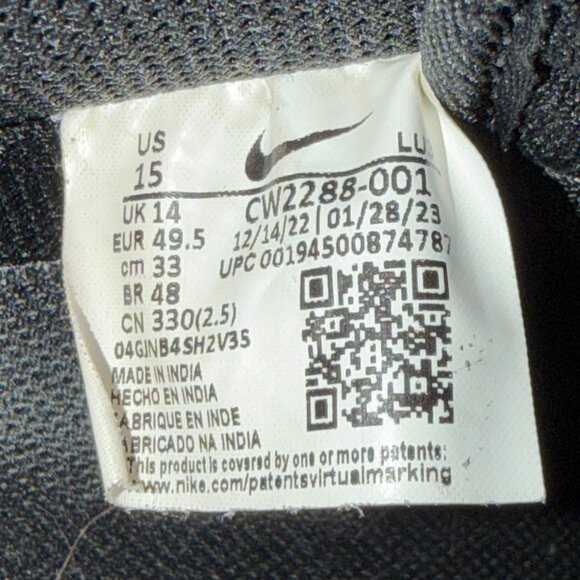 US
15
LU
UK 14
CW2288-001
EUR 49.5
12/14/22 | 01/28/23
cm 33
UPC 00194500874787
BR 48
CN 330(2.5)
04GINB4SH2V35
MADE IN INDIA
HECHO EN INDIA
FABRIQUE EN INDE
FABRICADO NA INDIA
This product is covered by one or more patents:
www.nike.com/patentsvirtualmarking